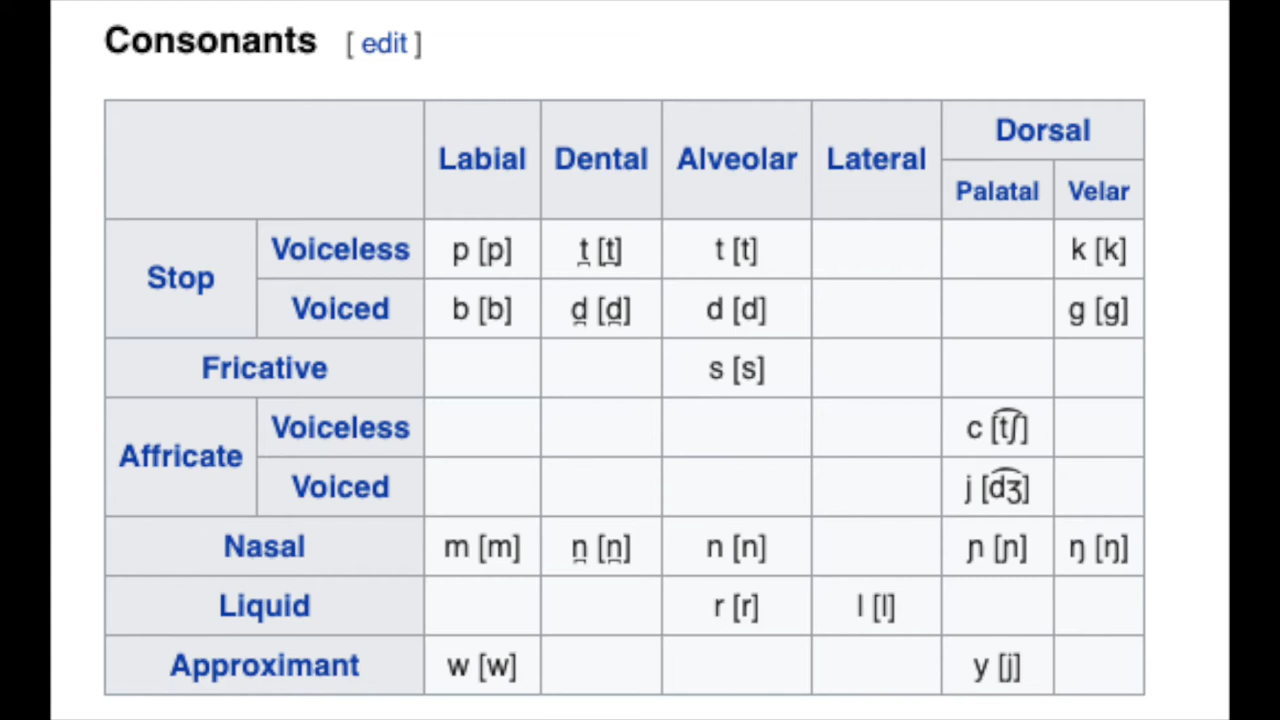 Consonants [ edit ]
Labial Dental Alveolar Lateral Dorsal
Palatal Velar
Stop Voiceless p [p] t̪ [t̪] t [t] k [k]
Voiced b [b] d̪ [d̪] d [d] g [g]
Fricative s [s]
Affricate Voiceless c [t͡ʃ]
Voiced j [d͡ʒ]
Nasal m [m] n̪ [n̪] n [n] ɲ [ɲ] ŋ [ŋ]
Liquid r [r] l [l]
Approximant w [w] y [j]